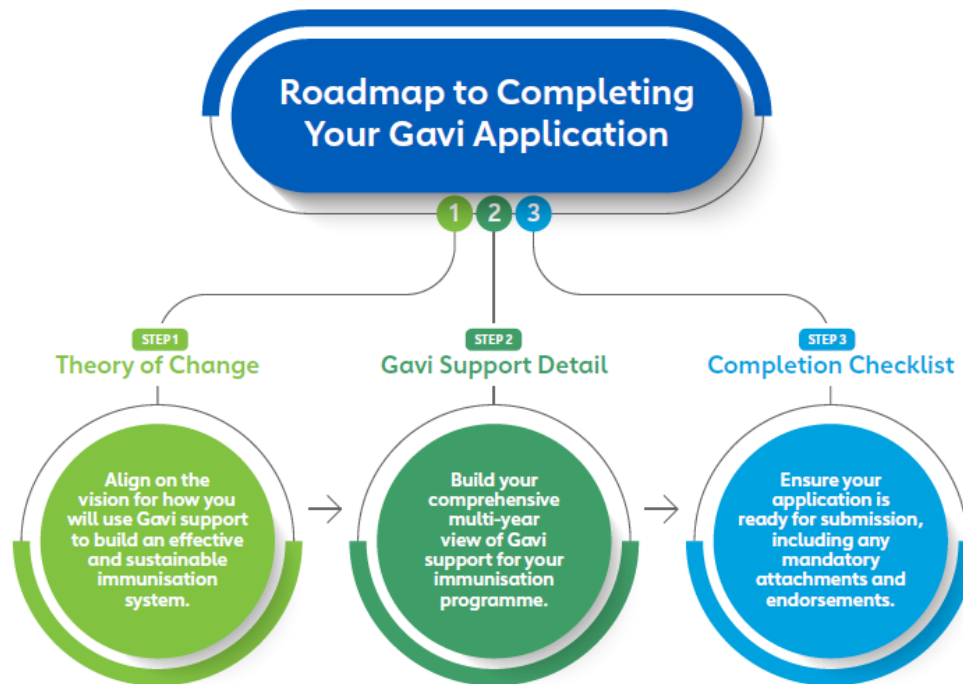 Roadmap to Completing
Your Gavi Application
1 2 3
STEP 1
Theory of Change
Align on the
vision for how you
will use Gavi support
to build an effective
and sustainable
immunisation
system.
STEP 2
Gavi Support Detail
Build your
comprehensive
multi-year
view of Gavi
support for your
immunisation
programme.
STEP 3
Completion Checklist
Ensure your
application is
ready for submission,
including any
mandatory
attachments and
endorsements.